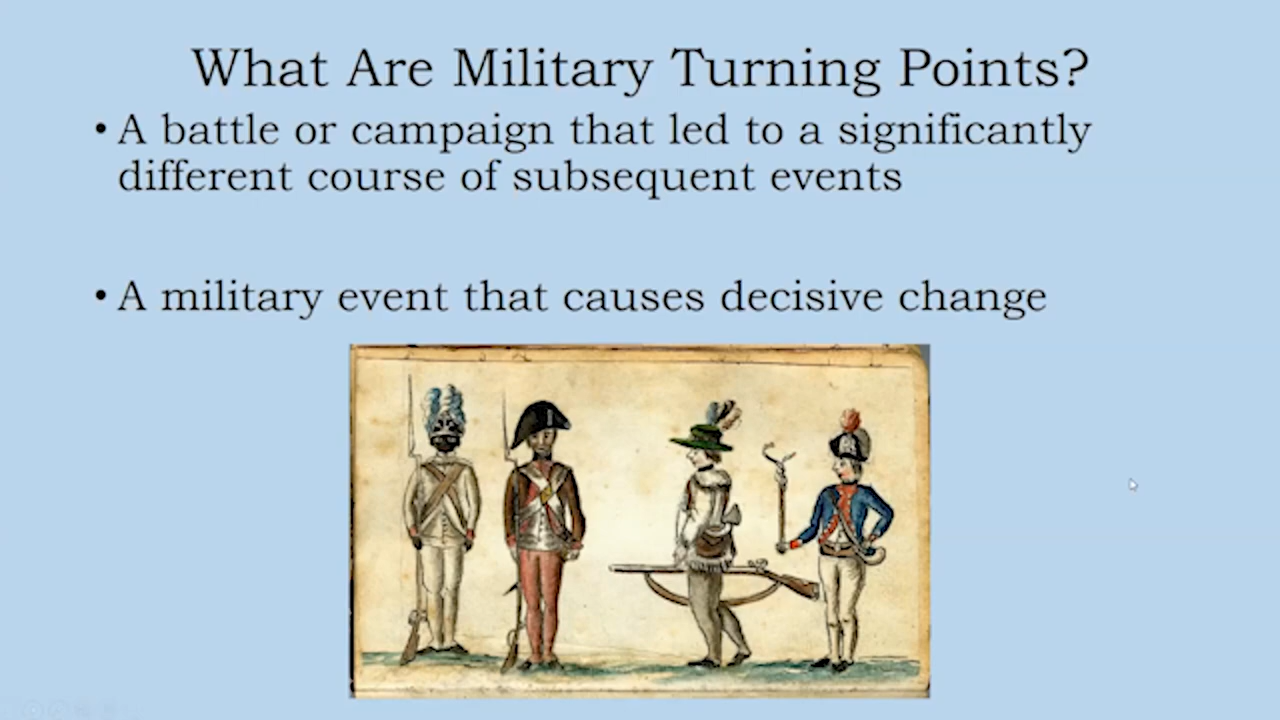 What Are Military Turning Points?
• A battle or campaign that led to a significantly
different course of subsequent events
• A military event that causes decisive change